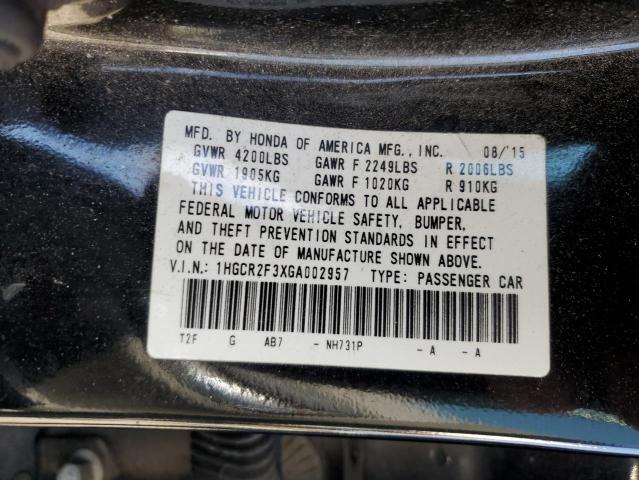 MFD. BY HONDA OF AMERICA MFG., INC. 08/'15
GVWR 4200LBS GAWR F 2249LBS R 2006LBS
GVWR 1905KG GAWR F 1020KG R 910KG
THIS VEHICLE CONFORMS TO ALL APPLICABLE
FEDERAL MOTOR VEHICLE SAFETY, BUMPER,
AND THEFT PREVENTION STANDARDS IN EFFECT
ON THE DATE OF MANUFACTURE SHOWN ABOVE.
V.I.N.: 1HGCR2F3XGA002957 TYPE: PASSENGER CAR
T2F G AB7 - NH731P - A - A